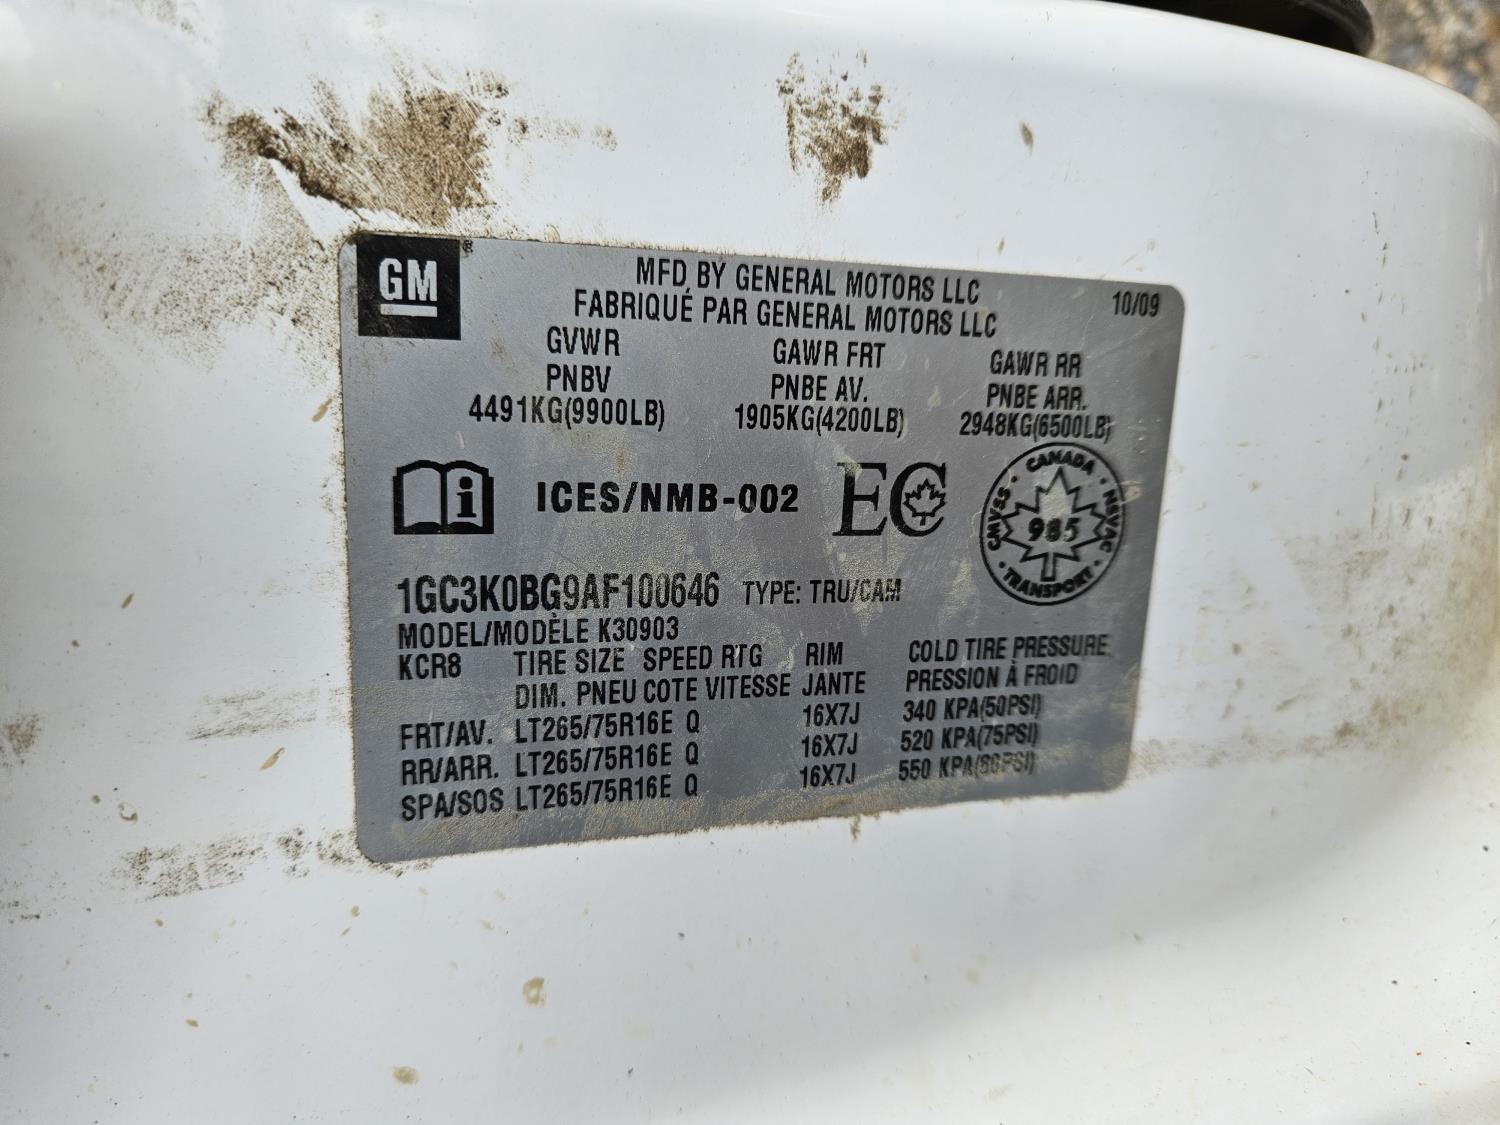 GM ®
MFD BY GENERAL MOTORS LLC 10/09
FABRIQUÉ PAR GENERAL MOTORS LLC
GVWR GAWR FRT GAWR RR
PNBV PNBE AV. PNBE ARR.
4491KG(9900LB) 1905KG(4200LB) 2948KG(6500LB)
i ICES/NMB-002 EC CANADA CMVSS NSVAC 985 TRANSPORT
1GC3K0BG9AF100646 TYPE: TRU/CAM
MODEL/MODÈLE K30903
KCR8 TIRE SIZE SPEED RTG RIM COLD TIRE PRESSURE
DIM. PNEU COTE VITESSE JANTE PRESSION À FROID
FRT/AV. LT265/75R16E Q 16X7J 340 KPA(50PSI)
RR/ARR. LT265/75R16E Q 16X7J 520 KPA(75PSI)
SPA/SOS LT265/75R16E Q 16X7J 550 KPA(80PSI)